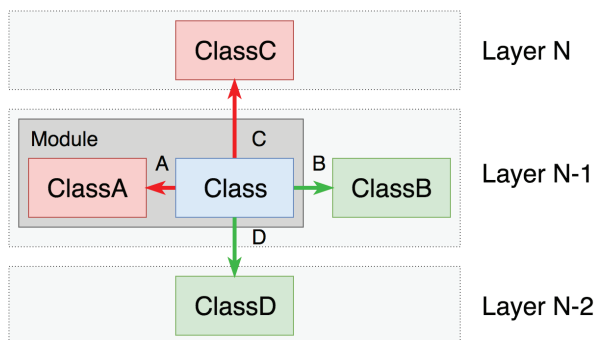 ClassC
Layer N
Module
C
A
B
ClassA
Class
ClassB
Layer N-1
D
ClassD
Layer N-2